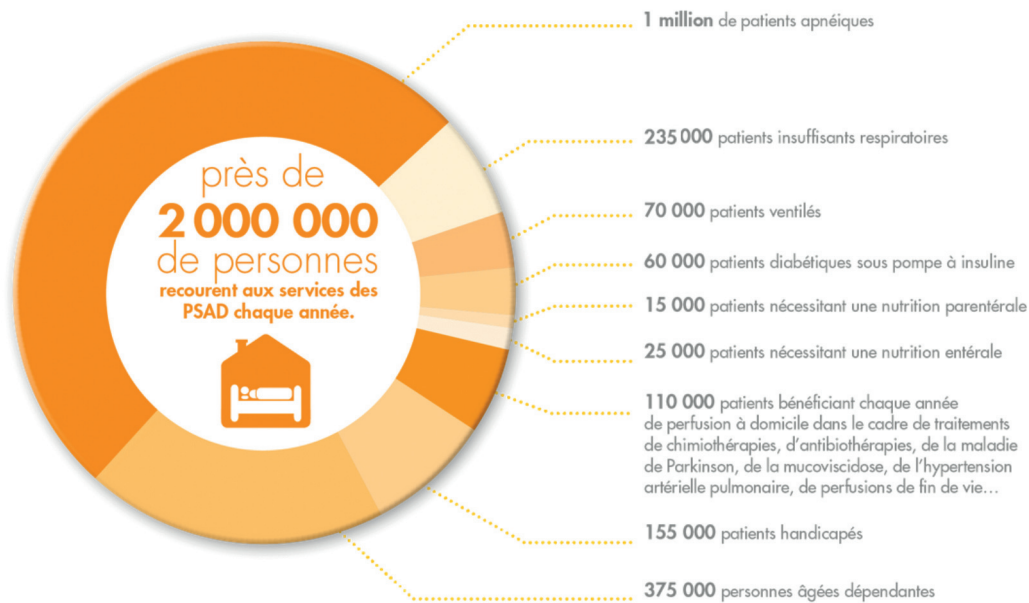 près de
2 000 000
de personnes
recourent aux services des
PSAD chaque année.
1 million de patients apnéiques
235 000 patients insuffisants respiratoires
70 000 patients ventilés
60 000 patients diabétiques sous pompe à insuline
15 000 patients nécessitant une nutrition parentérale
25 000 patients nécessitant une nutrition entérale
110 000 patients bénéficiant chaque année
de perfusion à domicile dans le cadre de traitements
de chimiothérapies, d'antibiothérapies, de la maladie
de Parkinson, de la mucoviscidose, de l'hypertension
artérielle pulmonaire, de perfusions de fin de vie…
155 000 patients handicapés
375 000 personnes âgées dépendantes